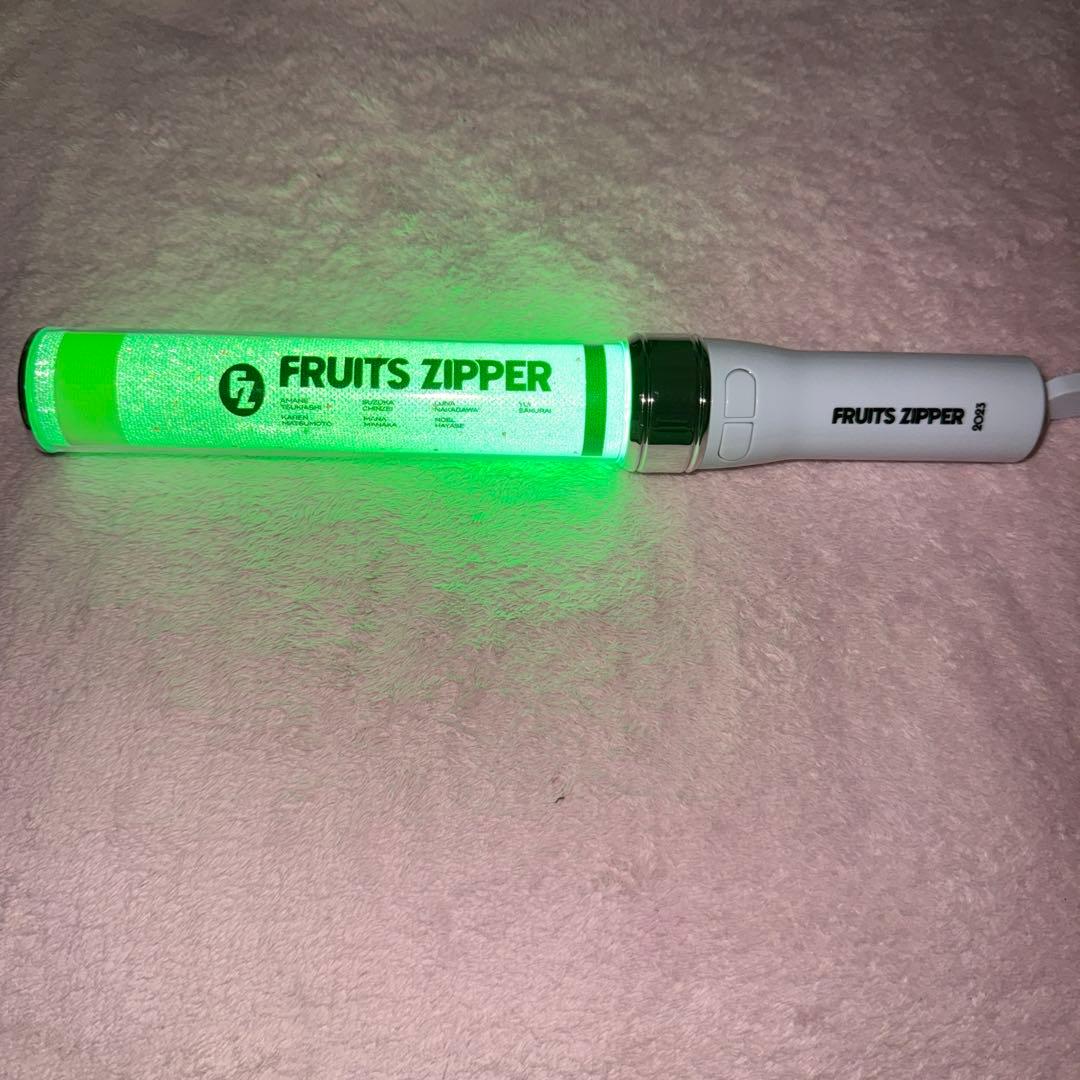 FZ
FRUITS ZIPPER
AMANE TSUKIASHI
SUZUKA CHINZEI
LUNA NAKAGAWA
YUI SAKURAI
KAREN MATSUMOTO
MANA MANAKA
NOEL HAYASE
FRUITS ZIPPER
2023